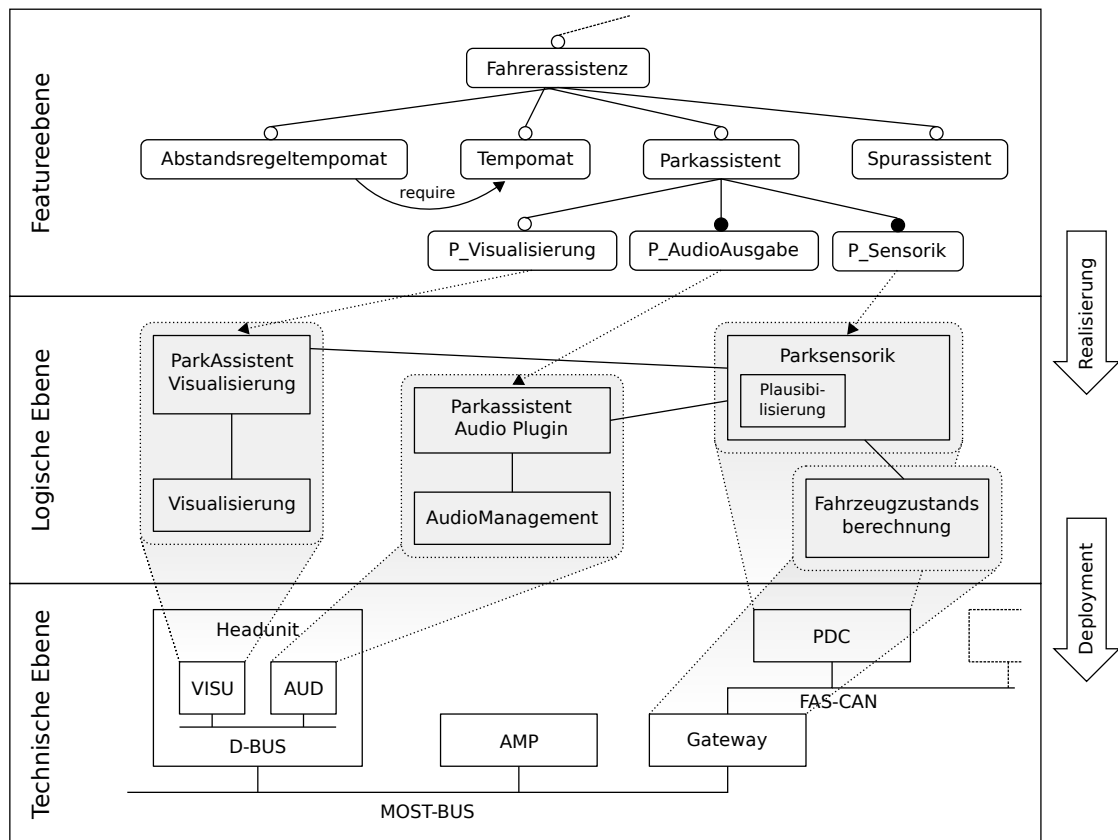 Featureebene
Fahrerassistenz
Abstandsregeltempomat
Tempomat
Parkassistent
Spurassistent
require
P_Visualisierung
P_AudioAusgabe
P_Sensorik
Realisierung
Logische Ebene
ParkAssistent
Visualisierung
Visualisierung
Parkassistent
Audio Plugin
AudioManagement
Parksensorik
Plausibi-
lisierung
Fahrzeugzustands
berechnung
Deployment
Technische Ebene
Headunit
VISU
AUD
D-BUS
AMP
PDC
FAS-CAN
Gateway
MOST-BUS